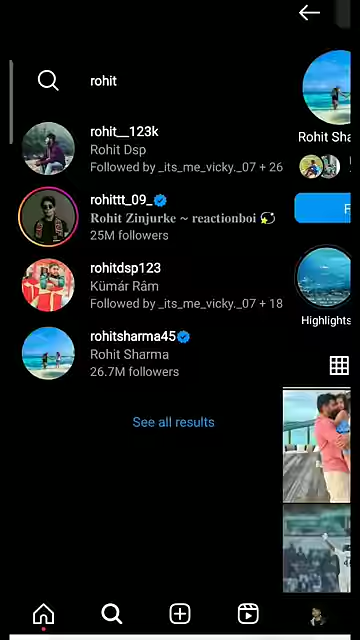 rohit
rohit__123k
Rohit Dsp
Followed by _its_me_vicky._07 + 26
rohittt_09_
𝐑𝐨𝐡𝐢𝐭 𝐙𝐢𝐧𝐣𝐮𝐫𝐤𝐞 ~ 𝐫𝐞𝐚𝐜𝐭𝐢𝐨𝐧𝐛𝐨𝐢 💫
25M followers
rohitdsp123
Kümár Râm
Followed by _its_me_vicky._07 + 18
rohitsharma45
Rohit Sharma
26.7M followers
See all results
Rohit Sha
F
Highlights